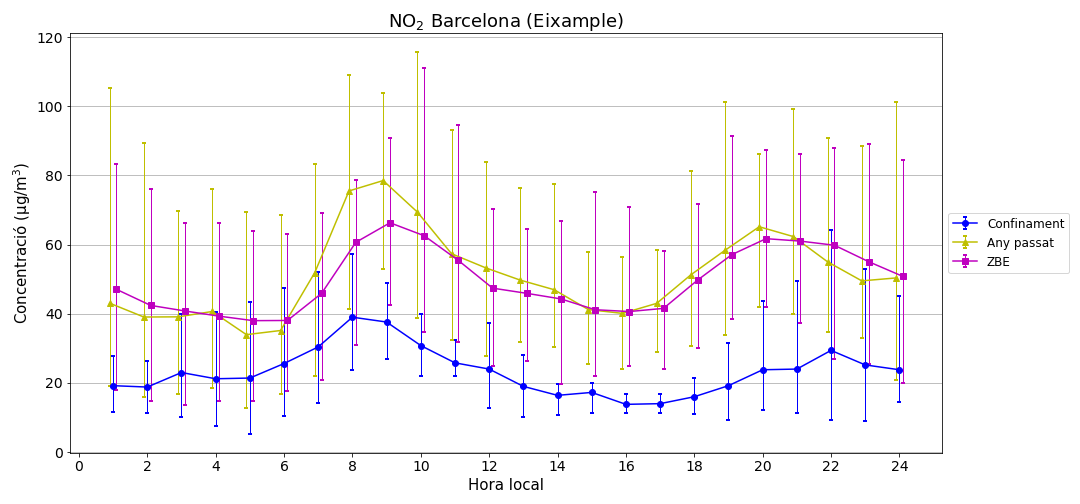 NO₂ Barcelona (Eixample)
Concentració (µg/m³)
120
100
80
60
40
20
0
0 2 4 6 8 10 12 14 16 18 20 22 24
Hora local
Confinament
Any passat
ZBE